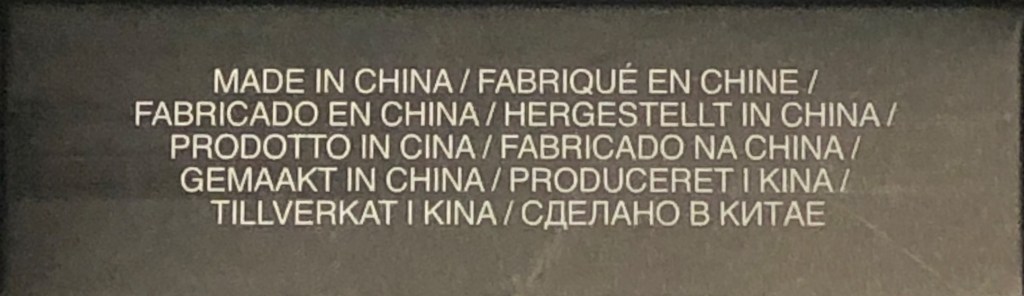 MADE IN CHINA / FABRIQUÉ EN CHINE /
FABRICADO EN CHINA / HERGESTELLT IN CHINA /
PRODOTTO IN CINA / FABRICADO NA CHINA /
GEMAAKT IN CHINA / PRODUCERET I KINA /
TILLVERKAT I KINA / СДЕЛАНО В КИТАЕ